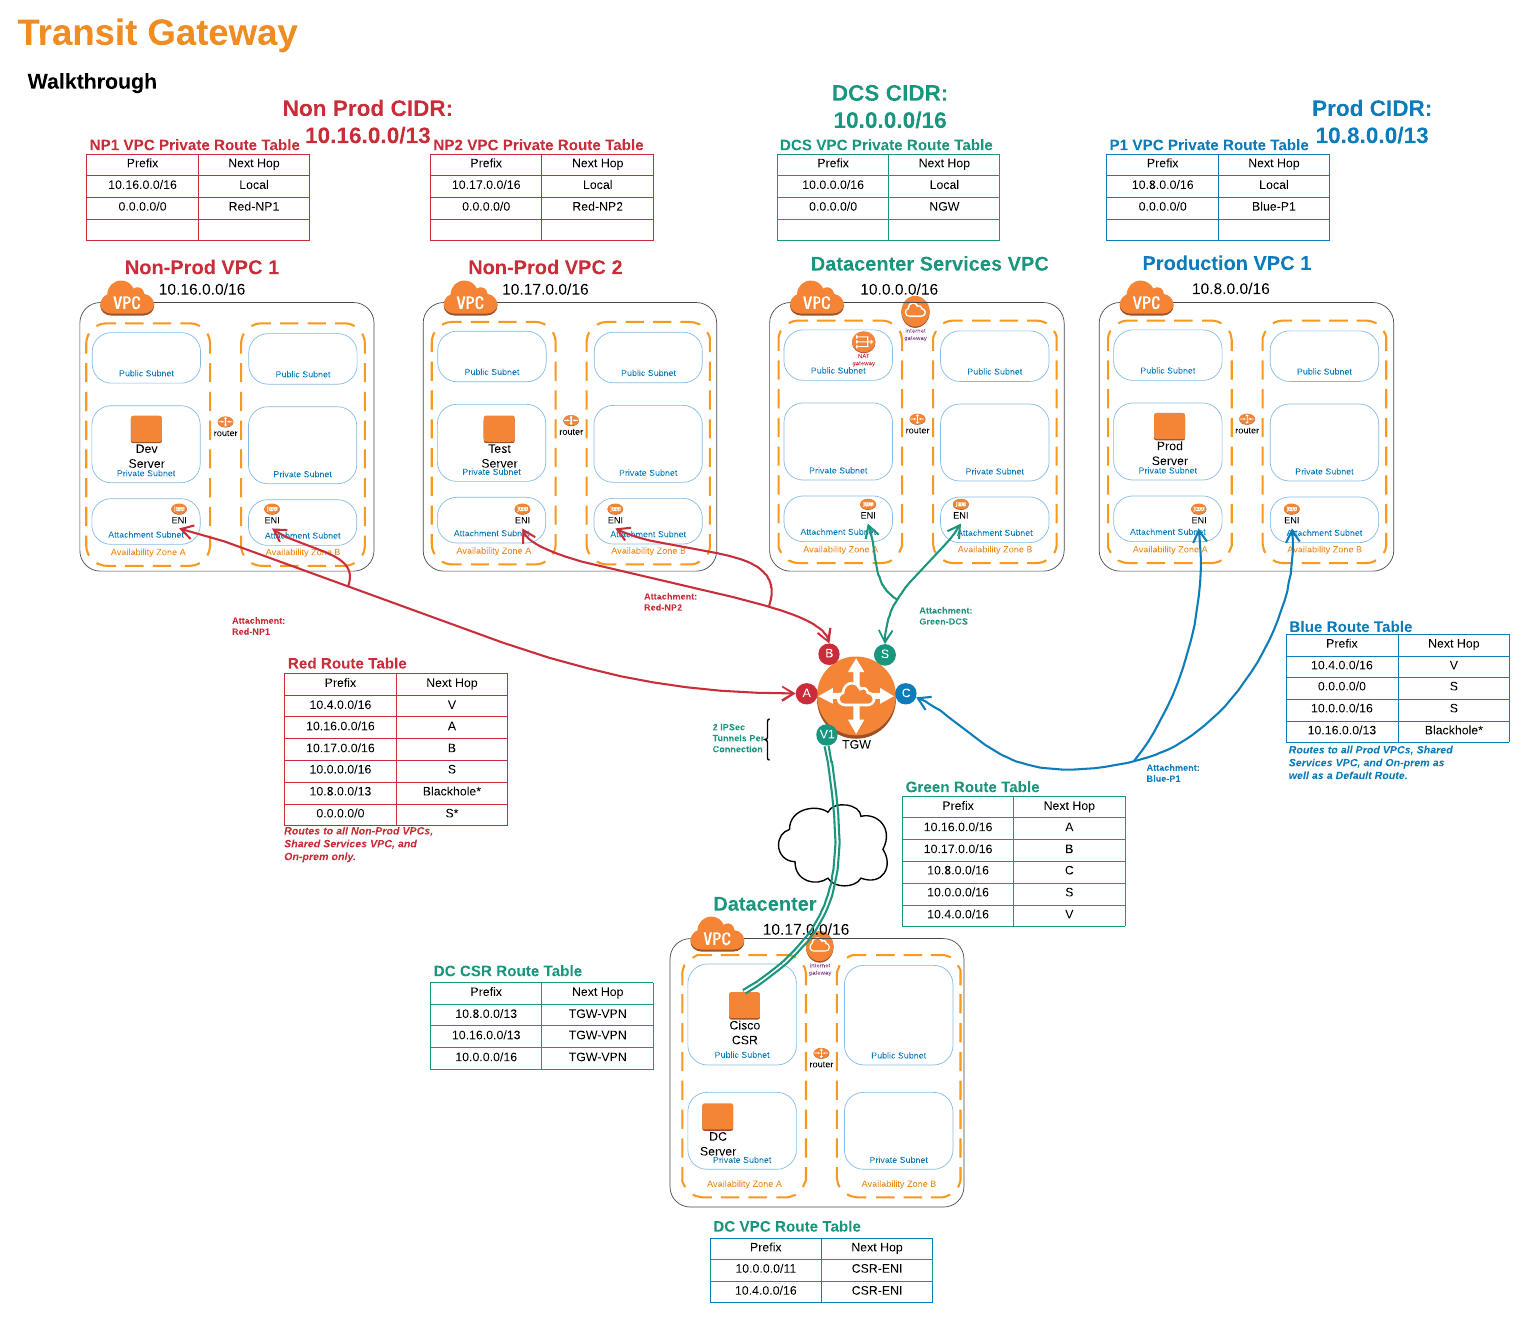 Transit Gateway
Walkthrough
Non Prod CIDR:
10.16.0.0/13
DCS CIDR:
10.0.0.0/16
Prod CIDR:
10.8.0.0/13
NP1 VPC Private Route Table
Prefix Next Hop
10.16.0.0/16 Local
0.0.0.0/0 Red-NP1
NP2 VPC Private Route Table
Prefix Next Hop
10.17.0.0/16 Local
0.0.0.0/0 Red-NP2
DCS VPC Private Route Table
Prefix Next Hop
10.0.0.0/16 Local
0.0.0.0/0 NGW
P1 VPC Private Route Table
Prefix Next Hop
10.8.0.0/16 Local
0.0.0.0/0 Blue-P1
Non-Prod VPC 1
10.16.0.0/16
VPC
Public Subnet
Public Subnet
Dev
Server
Private Subnet
router
Private Subnet
ENI
Attachment Subnet
Availability Zone A
ENI
Attachment Subnet
Availability Zone B
Non-Prod VPC 2
10.17.0.0/16
VPC
Public Subnet
Public Subnet
Test
Server
Private Subnet
router
Private Subnet
ENI
Attachment Subnet
Availability Zone A
ENI
Attachment Subnet
Availability Zone B
Datacenter Services VPC
10.0.0.0/16
VPC
internet
gateway
NAT
gateway
Public Subnet
Public Subnet
router
Private Subnet
Private Subnet
ENI
Attachment Subnet
Availability Zone A
ENI
Attachment Subnet
Availability Zone B
Production VPC 1
10.8.0.0/16
VPC
Public Subnet
Public Subnet
Prod
Server
Private Subnet
router
Private Subnet
ENI
Attachment Subnet
Availability Zone A
ENI
Attachment Subnet
Availability Zone B
Attachment:
Red-NP1
Attachment:
Red-NP2
Attachment:
Green-DCS
Attachment:
Blue-P1
B
S
A
C
V1
TGW
2 IPSec
Tunnels Per
Connection
Red Route Table
Prefix Next Hop
10.4.0.0/16 V
10.16.0.0/16 A
10.17.0.0/16 B
10.0.0.0/16 S
10.8.0.0/13 Blackhole*
0.0.0.0/0 S*
Routes to all Non-Prod VPCs,
Shared Services VPC, and
On-prem only.
Blue Route Table
Prefix Next Hop
10.4.0.0/16 V
0.0.0.0/0 S
10.0.0.0/16 S
10.16.0.0/13 Blackhole*
Routes to all Prod VPCs, Shared
Services VPC, and On-prem as
well as a Default Route.
Green Route Table
Prefix Next Hop
10.16.0.0/16 A
10.17.0.0/16 B
10.8.0.0/16 C
10.0.0.0/16 S
10.4.0.0/16 V
Datacenter
10.17.0.0/16
VPC
internet
gateway
Cisco
CSR
Public Subnet
Public Subnet
router
DC
Server
Private Subnet
Private Subnet
Availability Zone A
Availability Zone B
DC CSR Route Table
Prefix Next Hop
10.8.0.0/13 TGW-VPN
10.16.0.0/13 TGW-VPN
10.0.0.0/16 TGW-VPN
DC VPC Route Table
Prefix Next Hop
10.0.0.0/11 CSR-ENI
10.4.0.0/16 CSR-ENI